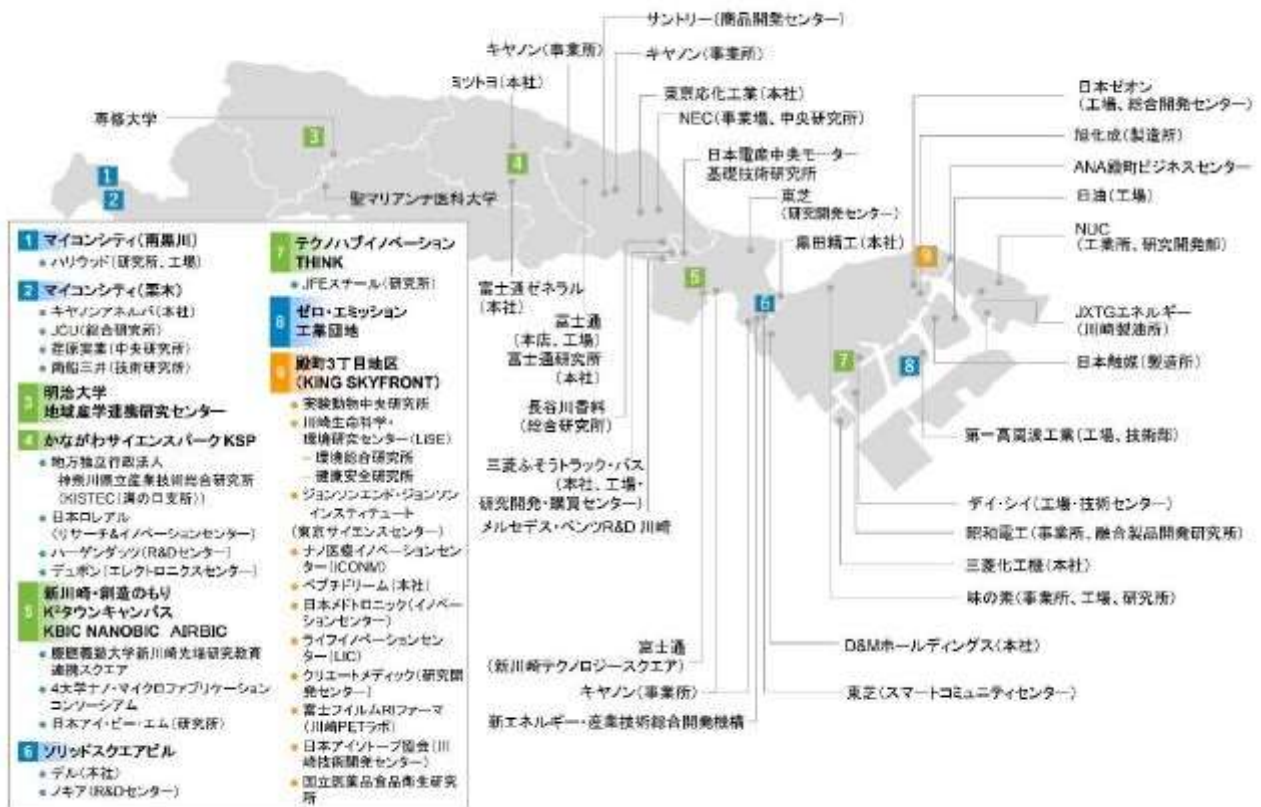 サントリー(商品開発センター)
キヤノン(事業所)
キヤノン(事業所)
ミツトヨ(本社)
東京応化工業(本社)
NEC(事業場、中央研究所)
日本電産中央モーター
基礎技術研究所
東芝
(研究開発センター)
日本ゼオン
(工場、総合開発センター)
旭化成(製造所)
ANA殿町ビジネスセンター
日油(工場)
NUC
(工業所、研究開発部)
専修大学
聖マリアンナ医科大学
3
4
1
2
5
6
7
8
9
富士通ゼネラル
(本社)
富士通
(本店、工場)
富士通研究所
(本社)
長谷川香料
(総合研究所)
三菱ふそうトラック・バス
(本社、工場・
研究開発・購買センター)
メルセデス・ベンツR&D 川崎
JXTGエネルギー
(川崎製油所)
日本触媒(製造所)
第一高周波工業(工場、技術部)
デイ・シイ(工場・技術センター)
昭和電工(事業所、融合製品開発研究所)
三菱化工機(本社)
味の素(事業所、工場、研究所)
D&Mホールディングス(本社)
東芝(スマートコミュニティセンター)
富士通
(新川崎テクノロジースクエア)
キヤノン(事業所)
新エネルギー・産業技術総合開発機構
1 マイコンシティ(南黒川)
ハリウッド(研究所、工場)
2 マイコンシティ(栗木)
キヤノンアネルバ(本社)
JCU(総合研究所)
荏原実業(中央研究所)
(技術研究所)
3 明治大学
地域産学連携研究センター
4 かながわサイエンスパークKSP
地方独立行政法人
神奈川県立産業技術総合研究所
(KISTEC(溝の口支所))
日本ロレアル
(リサーチ&イノベーションセンター)
ハーゲンダッツ(R&Dセンター)
デュポン(エレクトロニクスセンター)
5 新川崎・創造のもり
K²タウンキャンパス
KBIC NANOBIC AIRBIC
慶應義塾大学新川崎先端研究教育
連携スクエア
4大学ナノ・マイクロファブリケーション
コンソーシアム
日本アイ・ビー・エム(研究所)
6 ソリッドスクエアビル
デル(本社)
ノキア(R&Dセンター)
7 テクノハブイノベーション
THINK
JFEスチール(研究所)
8 ゼロ・エミッション
工業団地
9 殿町3丁目地区
(KING SKYFRONT)
実験動物中央研究所
川崎生命科学・
環境研究センター(LiSE)
–環境総合研究所
–健康安全研究所
ジョンソンエンド・ジョンソン
インスティテュート
(東京サイエンスセンター)
ナノ医療イノベーションセン
ター(ICONM)
ペプチドリーム(本社)
日本メドトロニック(イノベー
ションセンター)
ライフイノベーションセン
ター(LIC)
クリエートメディック(研究開
発センター)
富士フイルムRIファーマ
(川崎PETラボ)
日本アイソトープ協会(川
崎技術開発センター)
国立医薬品食品衛生研究
所